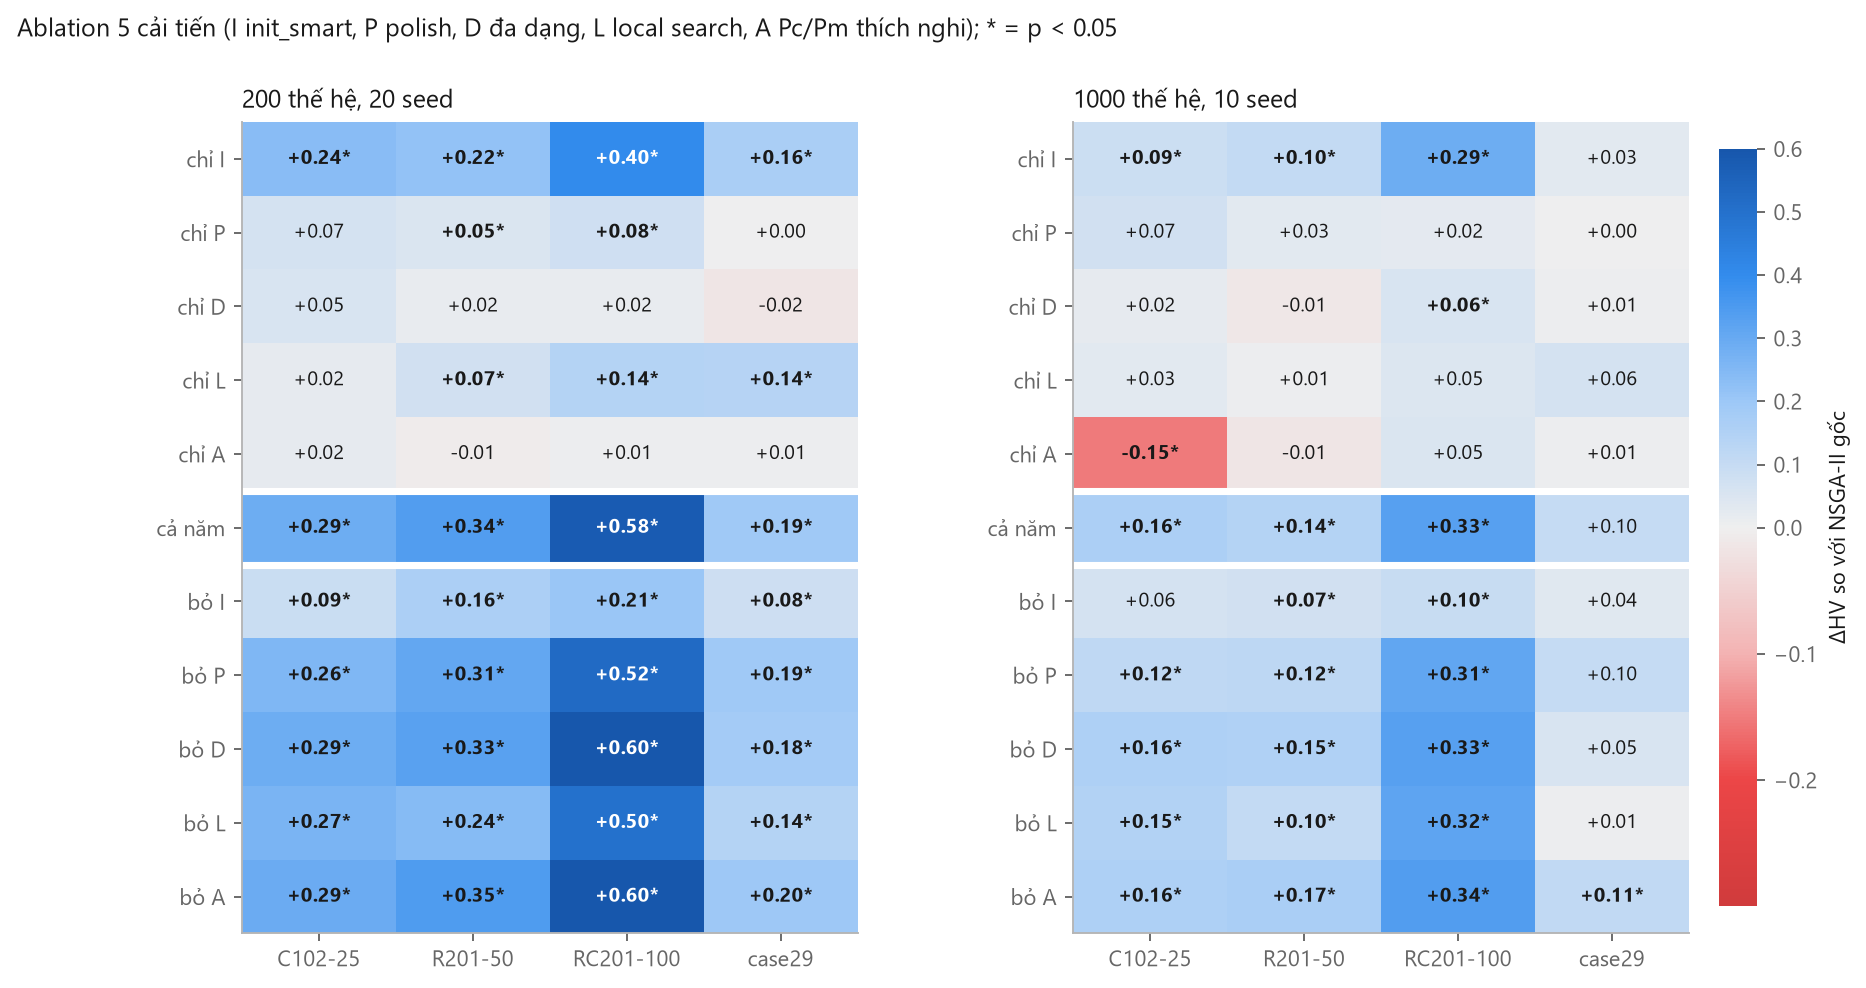 Ablation 5 cải tiến (I init_smart, P polish, D đa dạng, L local search, A Pc/Pm thích nghi); * = p < 0.05
200 thế hệ, 20 seed
chỉ I +0.24* +0.22* +0.40* +0.16*
chỉ P +0.07 +0.05* +0.08* +0.00
chỉ D +0.05 +0.02 +0.02 -0.02
chỉ L +0.02 +0.07* +0.14* +0.14*
chỉ A +0.02 -0.01 +0.01 +0.01
cả năm +0.29* +0.34* +0.58* +0.19*
bỏ I +0.09* +0.16* +0.21* +0.08*
bỏ P +0.26* +0.31* +0.52* +0.19*
bỏ D +0.29* +0.33* +0.60* +0.18*
bỏ L +0.27* +0.24* +0.50* +0.14*
bỏ A +0.29* +0.35* +0.60* +0.20*
C102-25 R201-50 RC201-100 case29
1000 thế hệ, 10 seed
chỉ I +0.09* +0.10* +0.29* +0.03
chỉ P +0.07 +0.03 +0.02 +0.00
chỉ D +0.02 -0.01 +0.06* +0.01
chỉ L +0.03 +0.01 +0.05 +0.06
chỉ A -0.15* -0.01 +0.05 +0.01
cả năm +0.16* +0.14* +0.33* +0.10
bỏ I +0.06 +0.07* +0.10* +0.04
bỏ P +0.12* +0.12* +0.31* +0.10
bỏ D +0.16* +0.15* +0.33* +0.05
bỏ L +0.15* +0.10* +0.32* +0.01
bỏ A +0.16* +0.17* +0.34* +0.11*
C102-25 R201-50 RC201-100 case29
0.6
0.5
0.4
0.3
0.2
0.1
0.0
−0.1
−0.2
ΔHV so với NSGA-II gốc